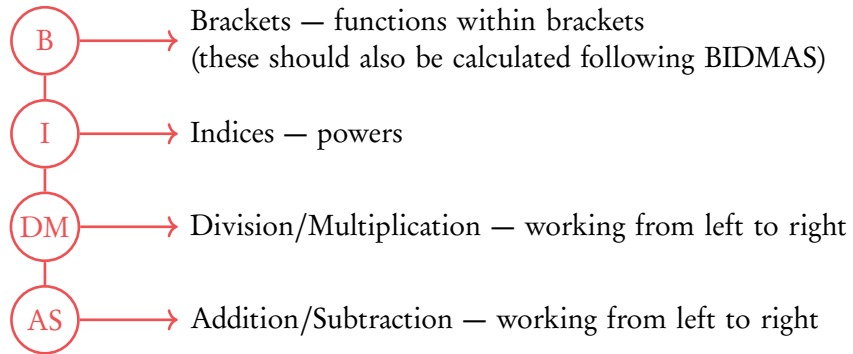 B
Brackets — functions within brackets
(these should also be calculated following BIDMAS)
I
Indices — powers
DM
Division/Multiplication — working from left to right
AS
Addition/Subtraction — working from left to right